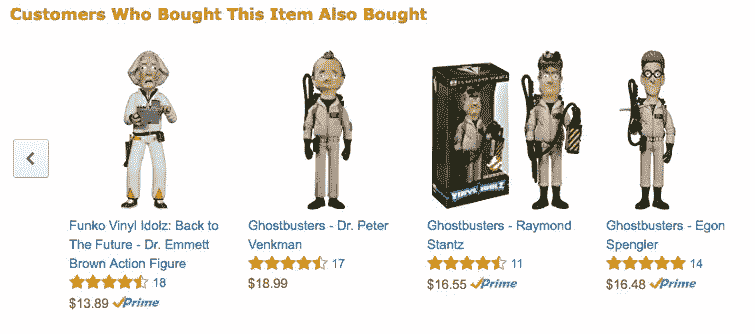 Customers Who Bought This Item Also Bought
VINYL IDOLZ
Funko Vinyl Idolz: Back to
The Future - Dr. Emmett
Brown Action Figure
18
$13.89 Prime
Ghostbusters - Dr. Peter
Venkman
17
$18.99
Ghostbusters - Raymond
Stantz
11
$16.55 Prime
Ghostbusters - Egon
Spengler
14
$16.48 Prime